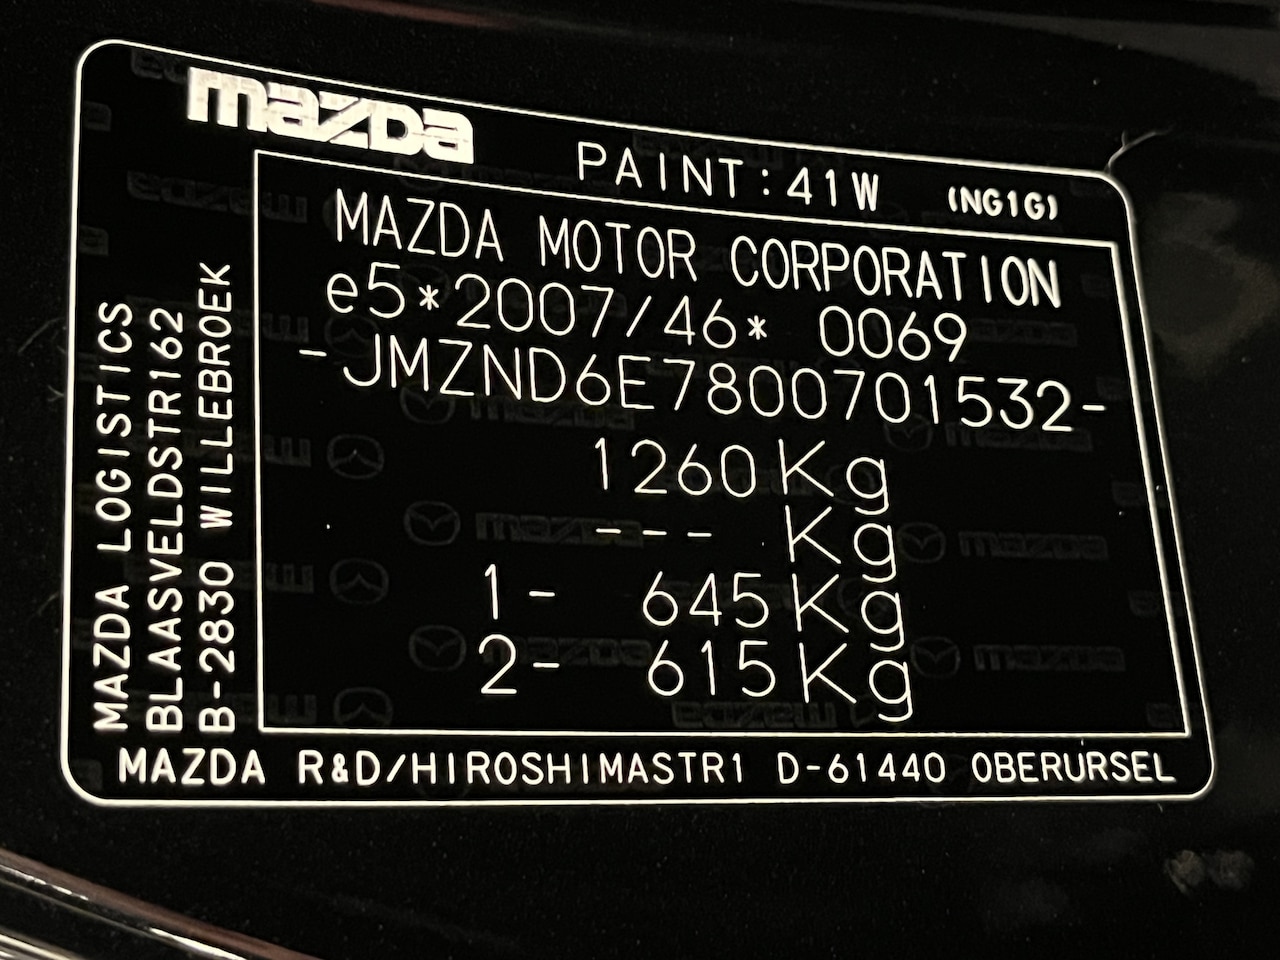 mazda
PAINT:41W (NG1G)
MAZDA MOTOR CORPORATION
e5*2007/46* 0069
-JMZND6E7800701532-
1260Kg
--- Kg
1- 645Kg
2- 615Kg
MAZDA LOGISTICS
BLAASVELDSTR162
B-2830 WILLEBROEK
MAZDA R&D/HIROSHIMASTR1 D-61440 OBERURSEL